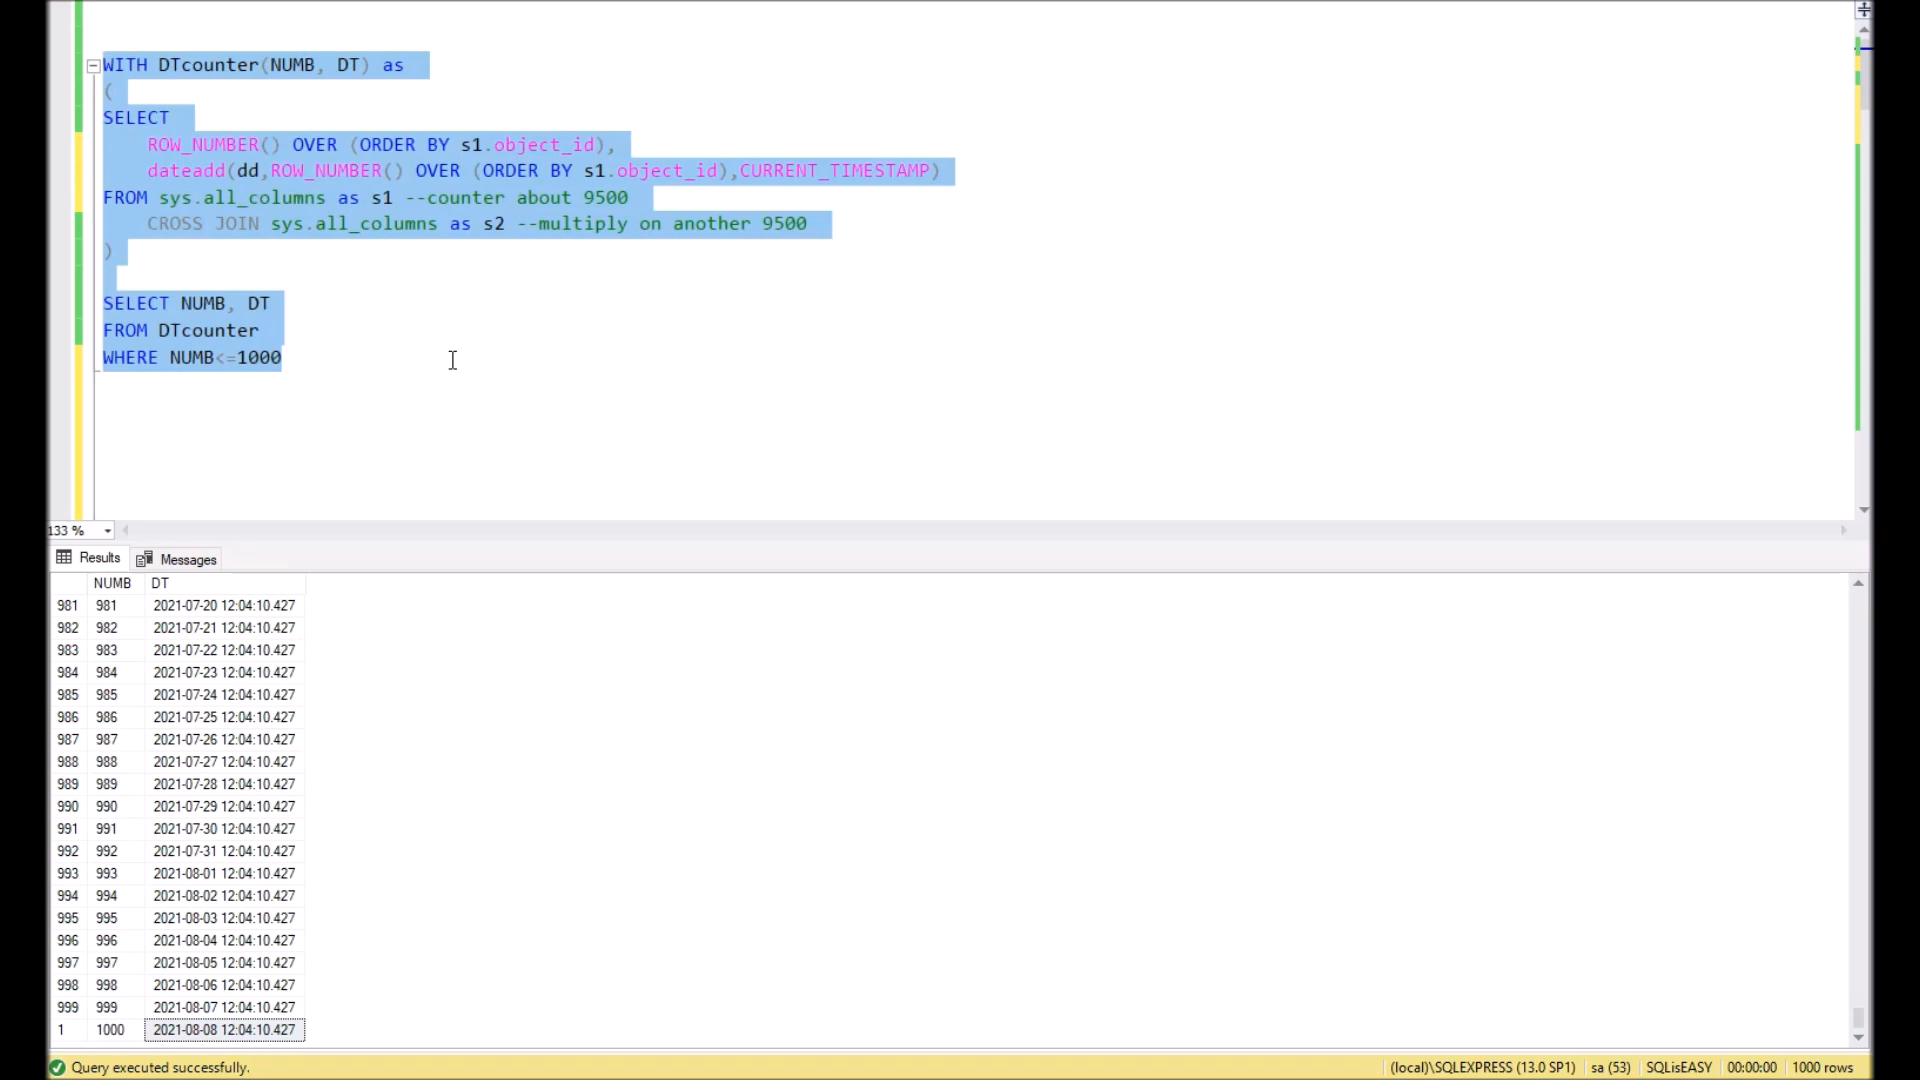 WITH DTcounter(NUMB, DT) as
(
SELECT
ROW_NUMBER() OVER (ORDER BY s1.object_id),
dateadd(dd,ROW_NUMBER() OVER (ORDER BY s1.object_id),CURRENT_TIMESTAMP)
FROM sys.all_columns as s1 --counter about 9500
CROSS JOIN sys.all_columns as s2 --multiply on another 9500
)
SELECT NUMB, DT
FROM DTcounter
WHERE NUMB<=1000
133 %
Results Messages
NUMB DT
981 981 2021-07-20 12:04:10.427
982 982 2021-07-21 12:04:10.427
983 983 2021-07-22 12:04:10.427
984 984 2021-07-23 12:04:10.427
985 985 2021-07-24 12:04:10.427
986 986 2021-07-25 12:04:10.427
987 987 2021-07-26 12:04:10.427
988 988 2021-07-27 12:04:10.427
989 989 2021-07-28 12:04:10.427
990 990 2021-07-29 12:04:10.427
991 991 2021-07-30 12:04:10.427
992 992 2021-07-31 12:04:10.427
993 993 2021-08-01 12:04:10.427
994 994 2021-08-02 12:04:10.427
995 995 2021-08-03 12:04:10.427
996 996 2021-08-04 12:04:10.427
997 997 2021-08-05 12:04:10.427
998 998 2021-08-06 12:04:10.427
999 999 2021-08-07 12:04:10.427
1 1000 2021-08-08 12:04:10.427
Query executed successfully. (local)\SQLEXPRESS (13.0 SP1) sa (53) SQLisEASY 00:00:00 1000 rows